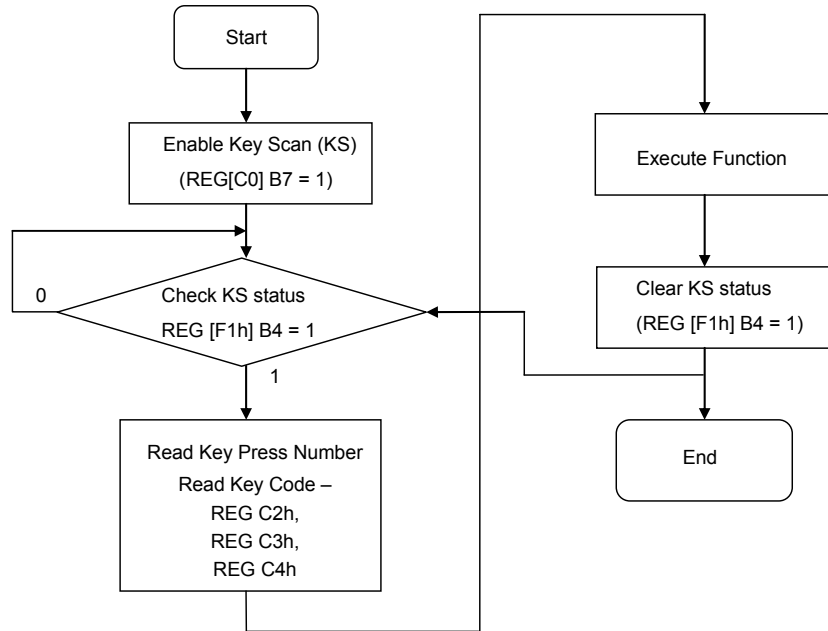 Start
Enable Key Scan (KS)
(REG[C0] B7 = 1)
0
Check KS status
REG [F1h] B4 = 1
1
Read Key Press Number
Read Key Code –
REG C2h,
REG C3h,
REG C4h
Execute Function
Clear KS status
(REG [F1h] B4 = 1)
End